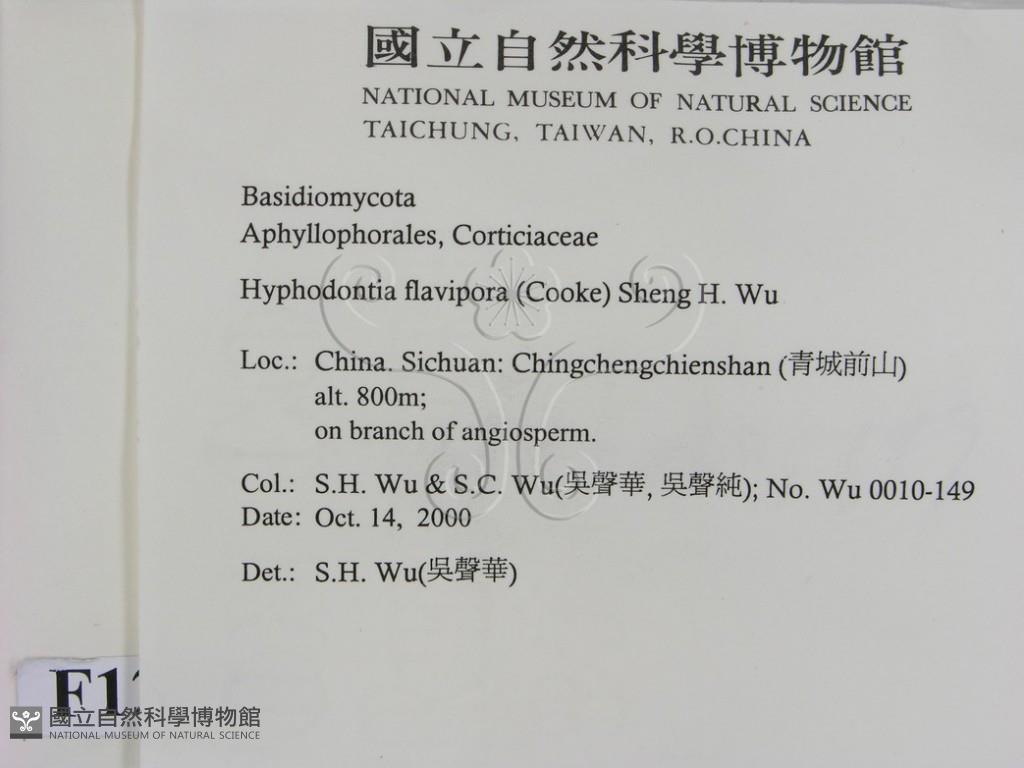 國立自然科學博物館
NATIONAL MUSEUM OF NATURAL SCIENCE
TAICHUNG, TAIWAN, R.O.CHINA
Basidiomycota
Aphyllophorales, Corticiaceae
Hyphodontia flavipora (Cooke) Sheng H. Wu
Loc.: China. Sichuan: Chingchengchienshan (青城前山)
alt. 800m;
on branch of angiosperm.
Col.: S.H. Wu & S.C. Wu(吳聲華, 吳聲純); No. Wu 0010-149
Date: Oct. 14, 2000
Det.: S.H. Wu(吳聲華)
國立自然科學博物館
NATIONAL MUSEUM OF NATURAL SCIENCE